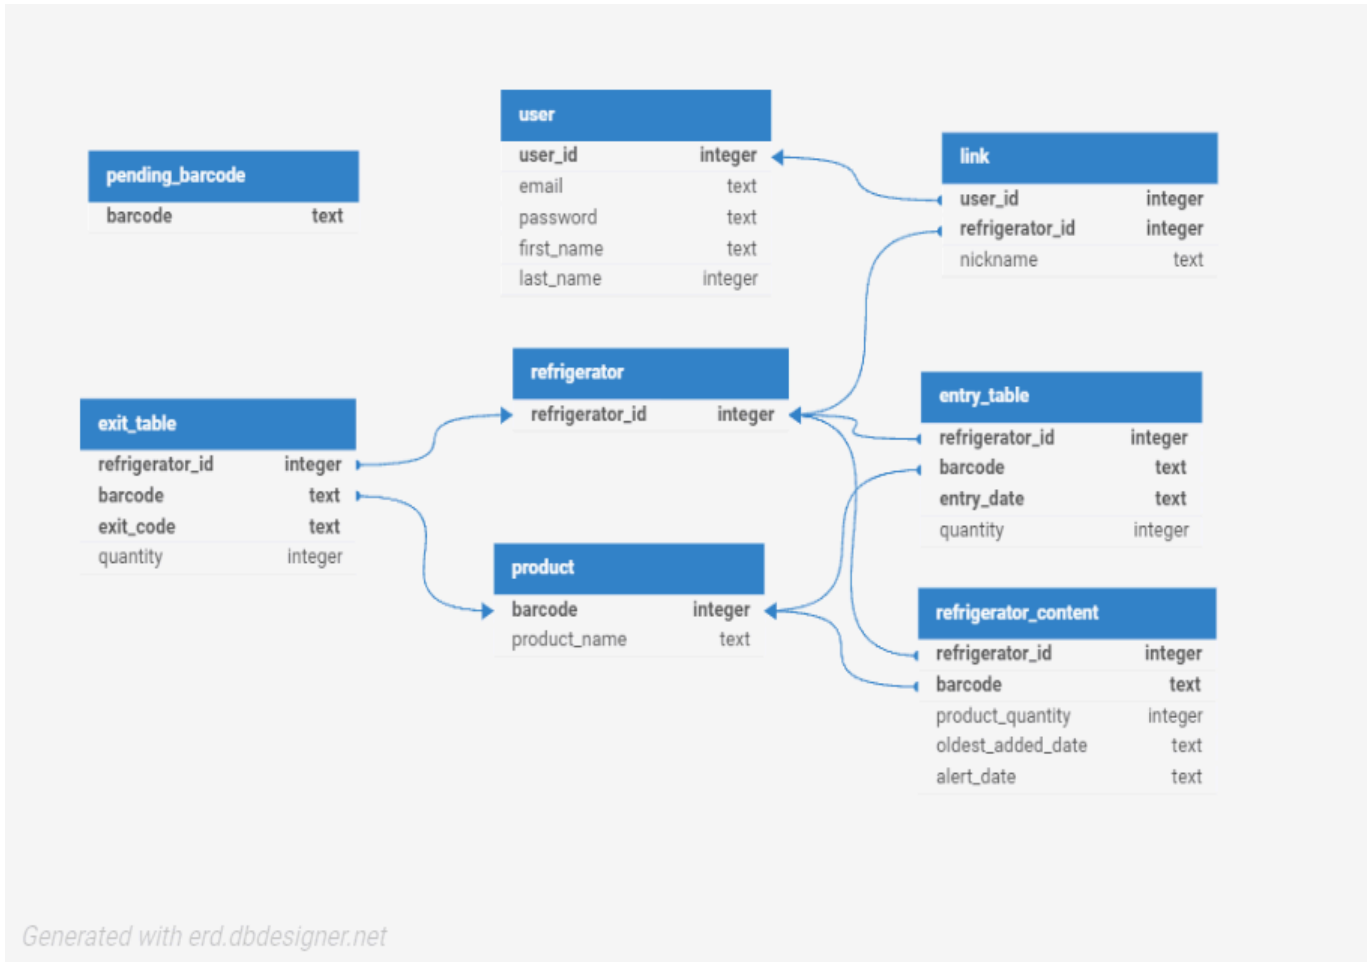 pending_barcode
barcode text
user
user_id integer
email text
password text
first_name text
last_name integer
link
user_id integer
refrigerator_id integer
nickname text
exit_table
refrigerator_id integer
barcode text
exit_code text
quantity integer
refrigerator
refrigerator_id integer
entry_table
refrigerator_id integer
barcode text
entry_date text
quantity integer
product
barcode integer
product_name text
refrigerator_content
refrigerator_id integer
barcode text
product_quantity integer
oldest_added_date text
alert_date text
Generated with erd.dbdesigner.net